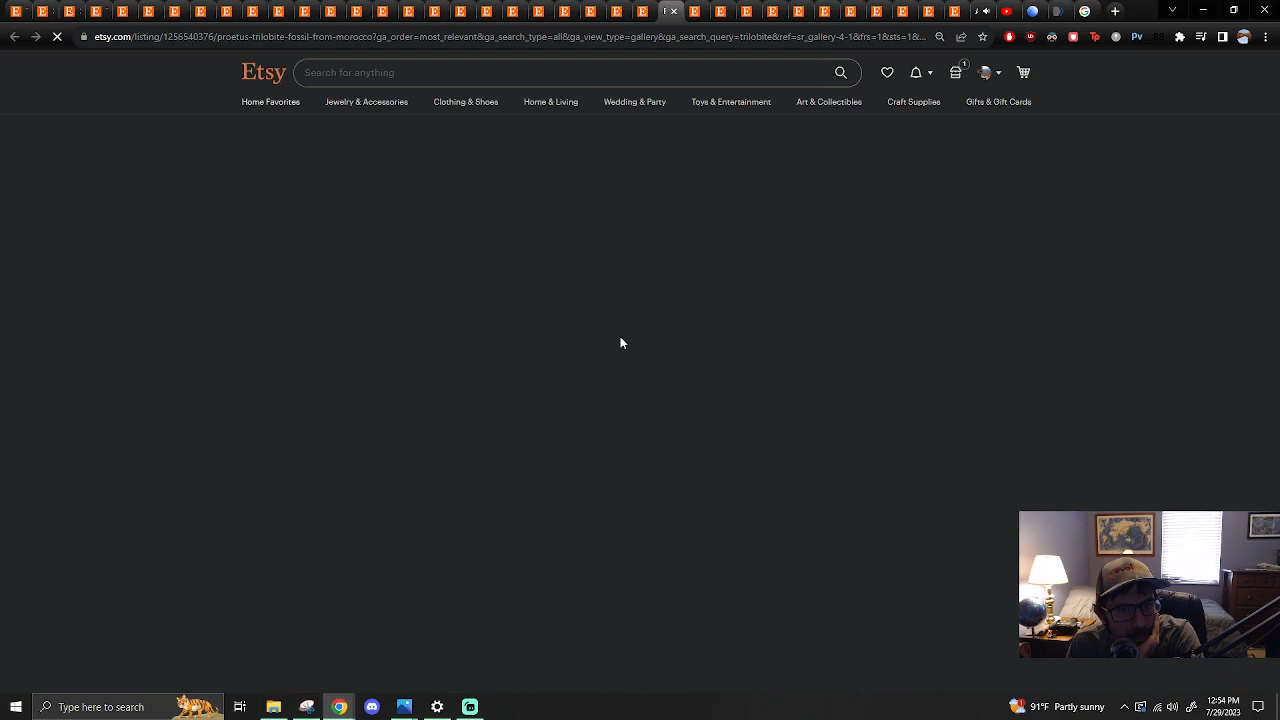 etsy.com/listing/1256540376/proetus-trilobite-fossil-from-morocco?ga_order=most_relevant&ga_search_type=all&ga_view_type=gallery&ga_search_query=trilobite&ref=sr_gallery-4-1&frs=1&sts=1&...
Etsy
Search for anything
1
Home Favorites
Jewelry & Accessories
Clothing & Shoes
Home & Living
Wedding & Party
Toys & Entertainment
Art & Collectibles
Craft Supplies
Gifts & Gift Cards
Type here to search
91°F Partly sunny
12:54 PM
7/29/2023